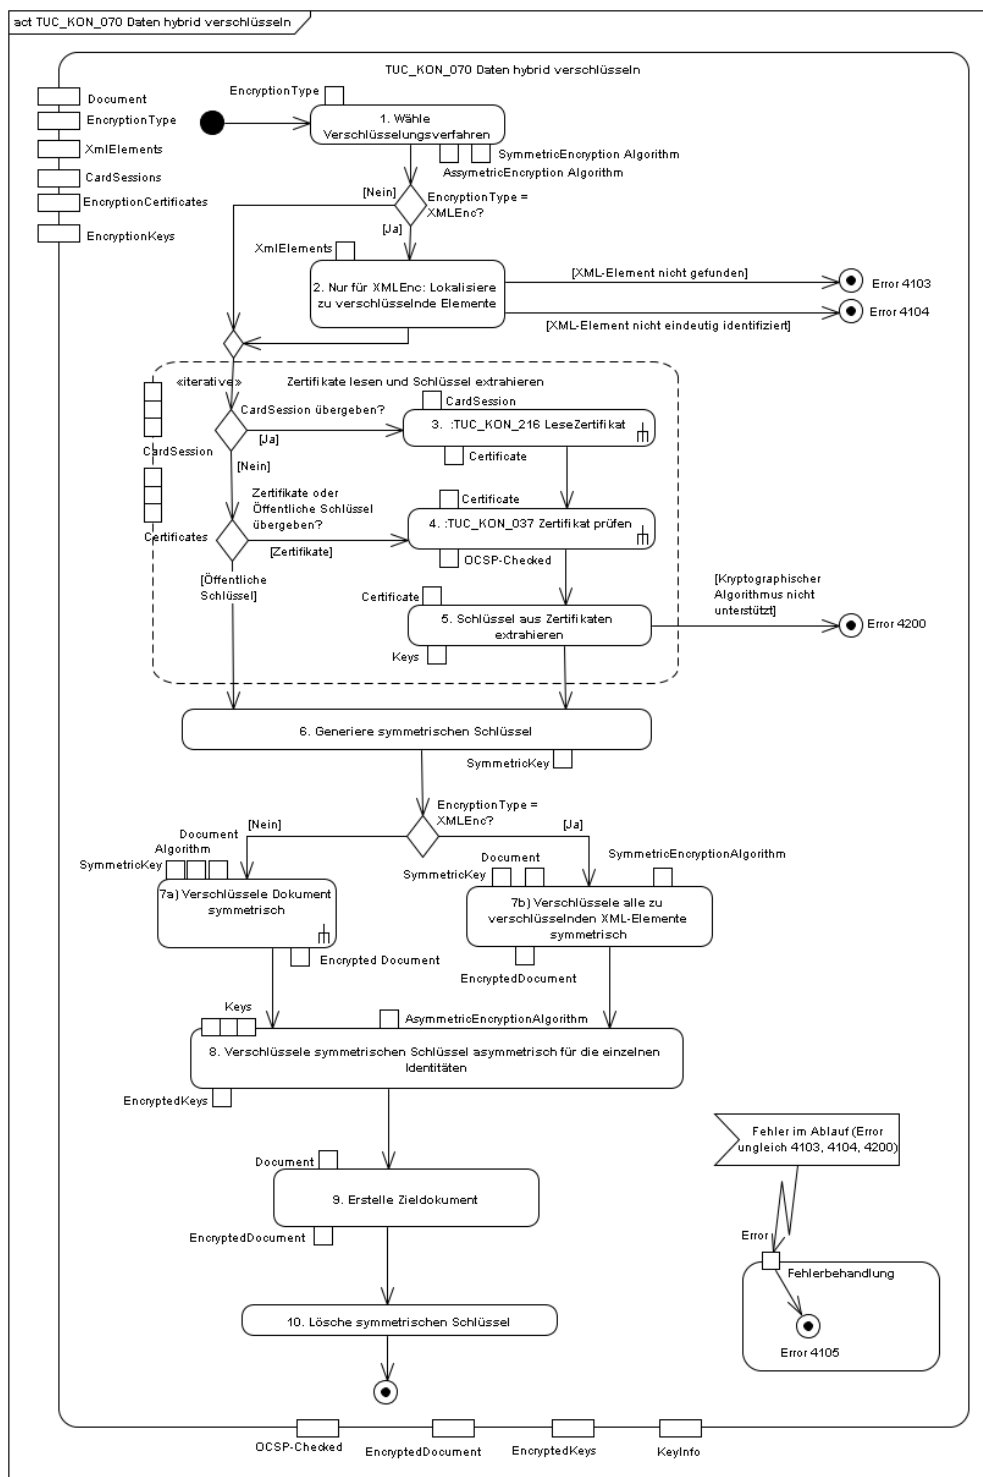 act TUC_KON_070 Daten hybrid verschlüsseln
TUC_KON_070 Daten hybrid verschlüsseln
Document
EncryptionType
XmlElements
CardSessions
EncryptionCertificates
EncryptionKeys
EncryptionType
1. Wähle
Verschlüsselungsverfahren
SymmetricEncryption Algorithm
AssymetricEncryption Algorithm
[Nein]
EncryptionType =
XMLEnc?
[Ja]
XmlElements
2. Nur für XMLEnc: Lokalisiere
zu verschlüsselnde Elemente
[XML-Element nicht gefunden]
Error 4103
[XML-Element nicht eindeutig identifiziert]
Error 4104
«iterative»
Zertifikate lesen und Schlüssel extrahieren
CardSession
CardSession übergeben?
[Ja]
3. :TUC_KON_216 LeseZertifikat
CardSession
Certificate
[Nein]
Zertifikate oder
Öffentliche Schlüssel
übergeben?
Certificate
Certificates
4. :TUC_KON_037 Zertifikat prüfen
[Zertifikate]
OCSP-Checked
[Öffentliche
Schlüssel]
Certificate
5. Schlüssel aus Zertifikaten
extrahieren
Keys
[Kryptographischer
Algorithmus nicht
unterstützt]
Error 4200
6. Generiere symmetrischen Schlüssel
SymmetricKey
EncryptionType =
XMLEnc?
[Nein]
[Ja]
Document
Algorithm
SymmetricKey
7a) Verschlüssele Dokument
symmetrisch
Encrypted Document
Document
SymmetricKey
SymmetricEncryptionAlgorithm
7b) Verschlüssele alle zu
verschlüsselnden XML-Elemente
symmetrisch
EncryptedDocument
Keys
AsymmetricEncryptionAlgorithm
8. Verschlüssele symmetrischen Schlüssel asymmetrisch für die einzelnen
Identitäten
EncryptedKeys
Document
9. Erstelle Zieldokument
EncryptedDocument
10. Lösche symmetrischen Schlüssel
Fehler im Ablauf (Error
ungleich 4103, 4104, 4200)
Error
Fehlerbehandlung
Error 4105
OCSP-Checked
EncryptedDocument
EncryptedKeys
KeyInfo